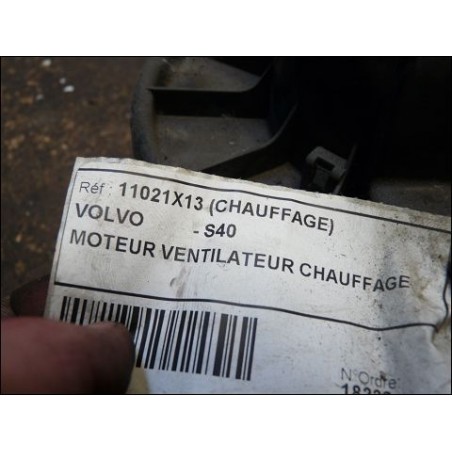 Réf : 11021X13 (CHAUFFAGE)
VOLVO - S40
MOTEUR VENTILATEUR CHAUFFAGE
N°Ordre